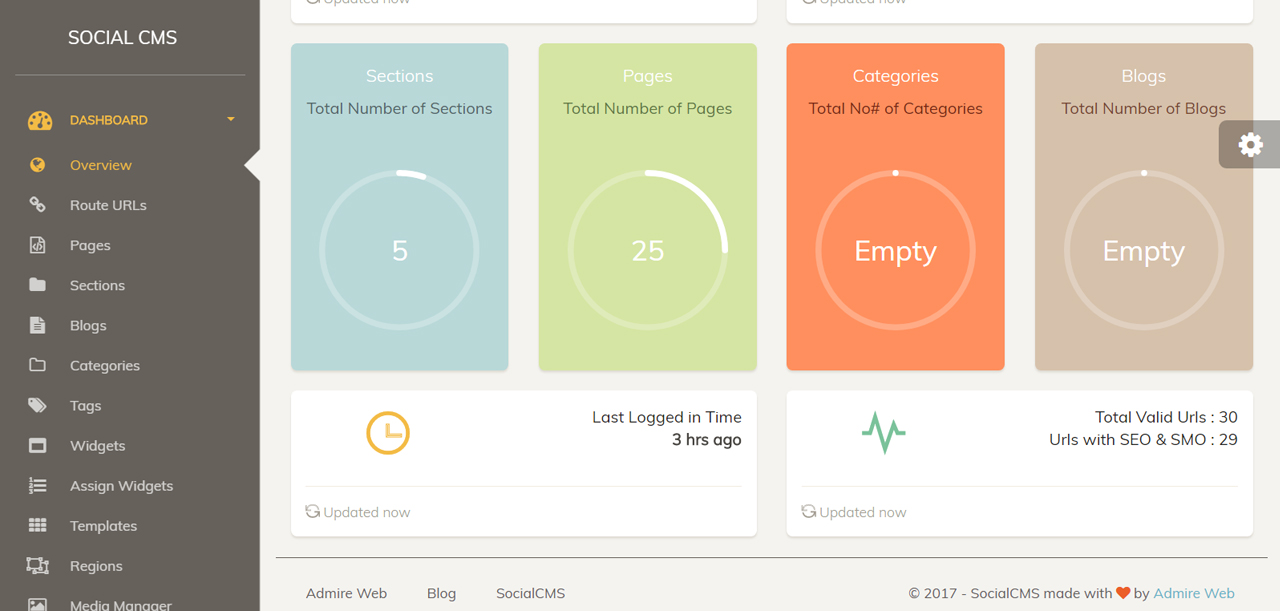 SOCIAL CMS
DASHBOARD
Overview
Route URLs
Pages
Sections
Blogs
Categories
Tags
Widgets
Assign Widgets
Templates
Regions
Media Manager
Updated now
Updated now
Sections
Total Number of Sections
5
Pages
Total Number of Pages
25
Categories
Total No# of Categories
Empty
Blogs
Total Number of Blogs
Empty
Last Logged in Time
3 hrs ago
Updated now
Total Valid Urls : 30
Urls with SEO & SMO : 29
Updated now
Admire Web
Blog
SocialCMS
© 2017 - SocialCMS made with ❤ by Admire Web